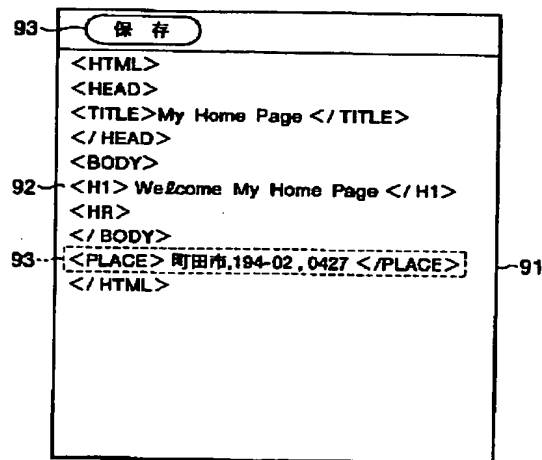 93 保存
<HTML>
<HEAD>
<TITLE>My Home Page </TITLE>
</HEAD>
<BODY>
92 <H1> Welcome My Home Page </H1>
<HR>
</BODY>
93 <PLACE> 町田市,194-02, 0427 </PLACE> 91
</HTML>